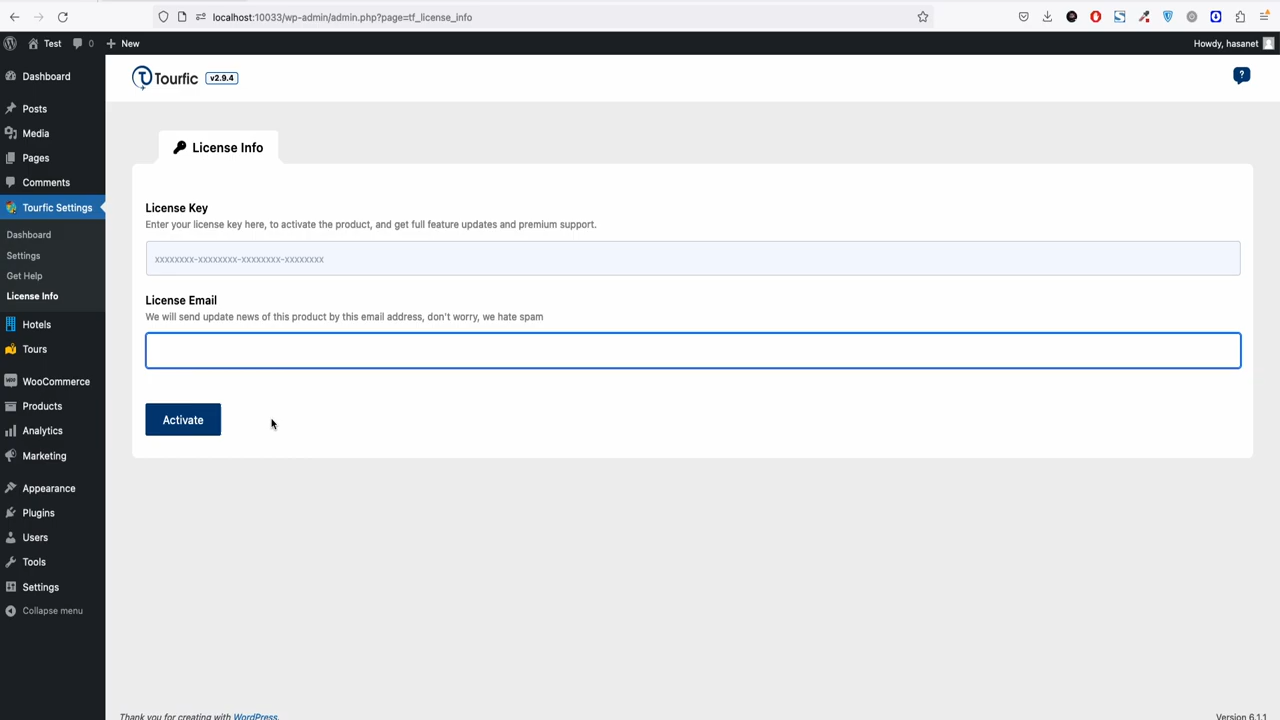 localhost:10033/wp-admin/admin.php?page=tf_license_info
Test 0 New Howdy, hasanet
Tourfic v2.9.4 ?
License Info
License Key
Enter your license key here, to activate the product, and get full feature updates and premium support.
xxxxxxxx-xxxxxxxx-xxxxxxxx-xxxxxxxx
License Email
We will send update news of this product by this email address, don't worry, we hate spam
Activate
Dashboard
Posts
Media
Pages
Comments
Tourfic Settings
Dashboard
Settings
Get Help
License Info
Hotels
Tours
WooCommerce
Products
Analytics
Marketing
Appearance
Plugins
Users
Tools
Settings
Collapse menu
Thank you for creating with WordPress. Version 6.1.1